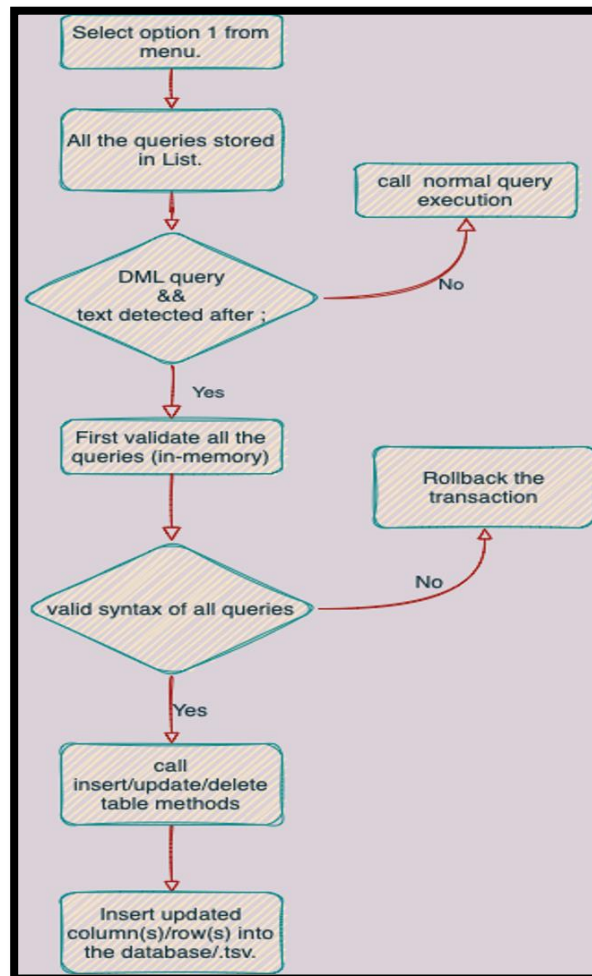 Select option 1 from
menu.
All the queries stored
in List.
call normal query
execution
DML query
&&
text detected after ;
No
Yes
First validate all the
queries (in-memory)
Rollback the
transaction
valid syntax of all queries
No
Yes
call
insert/update/delete
table methods
Insert updated
column(s)/row(s) into
the database/.tsv.